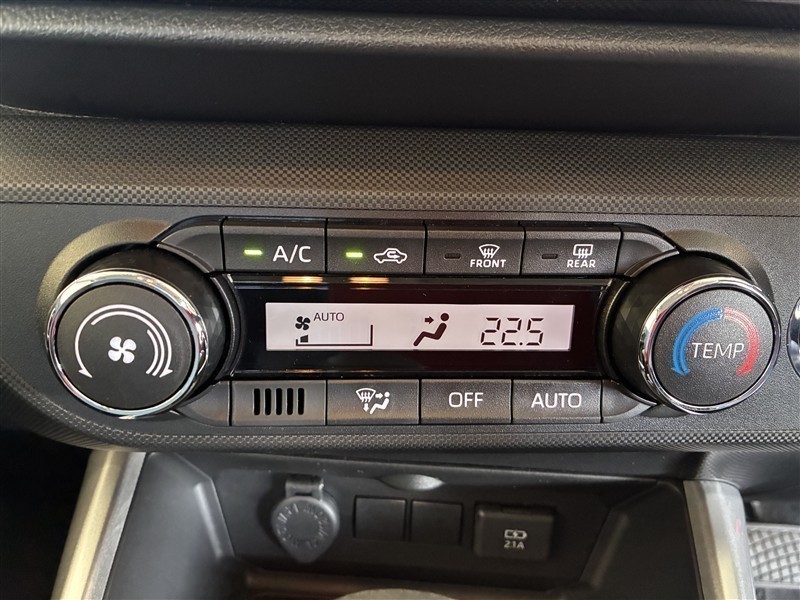 A/C
FRONT
REAR
AUTO
22.5
TEMP
OFF
AUTO
2.1A